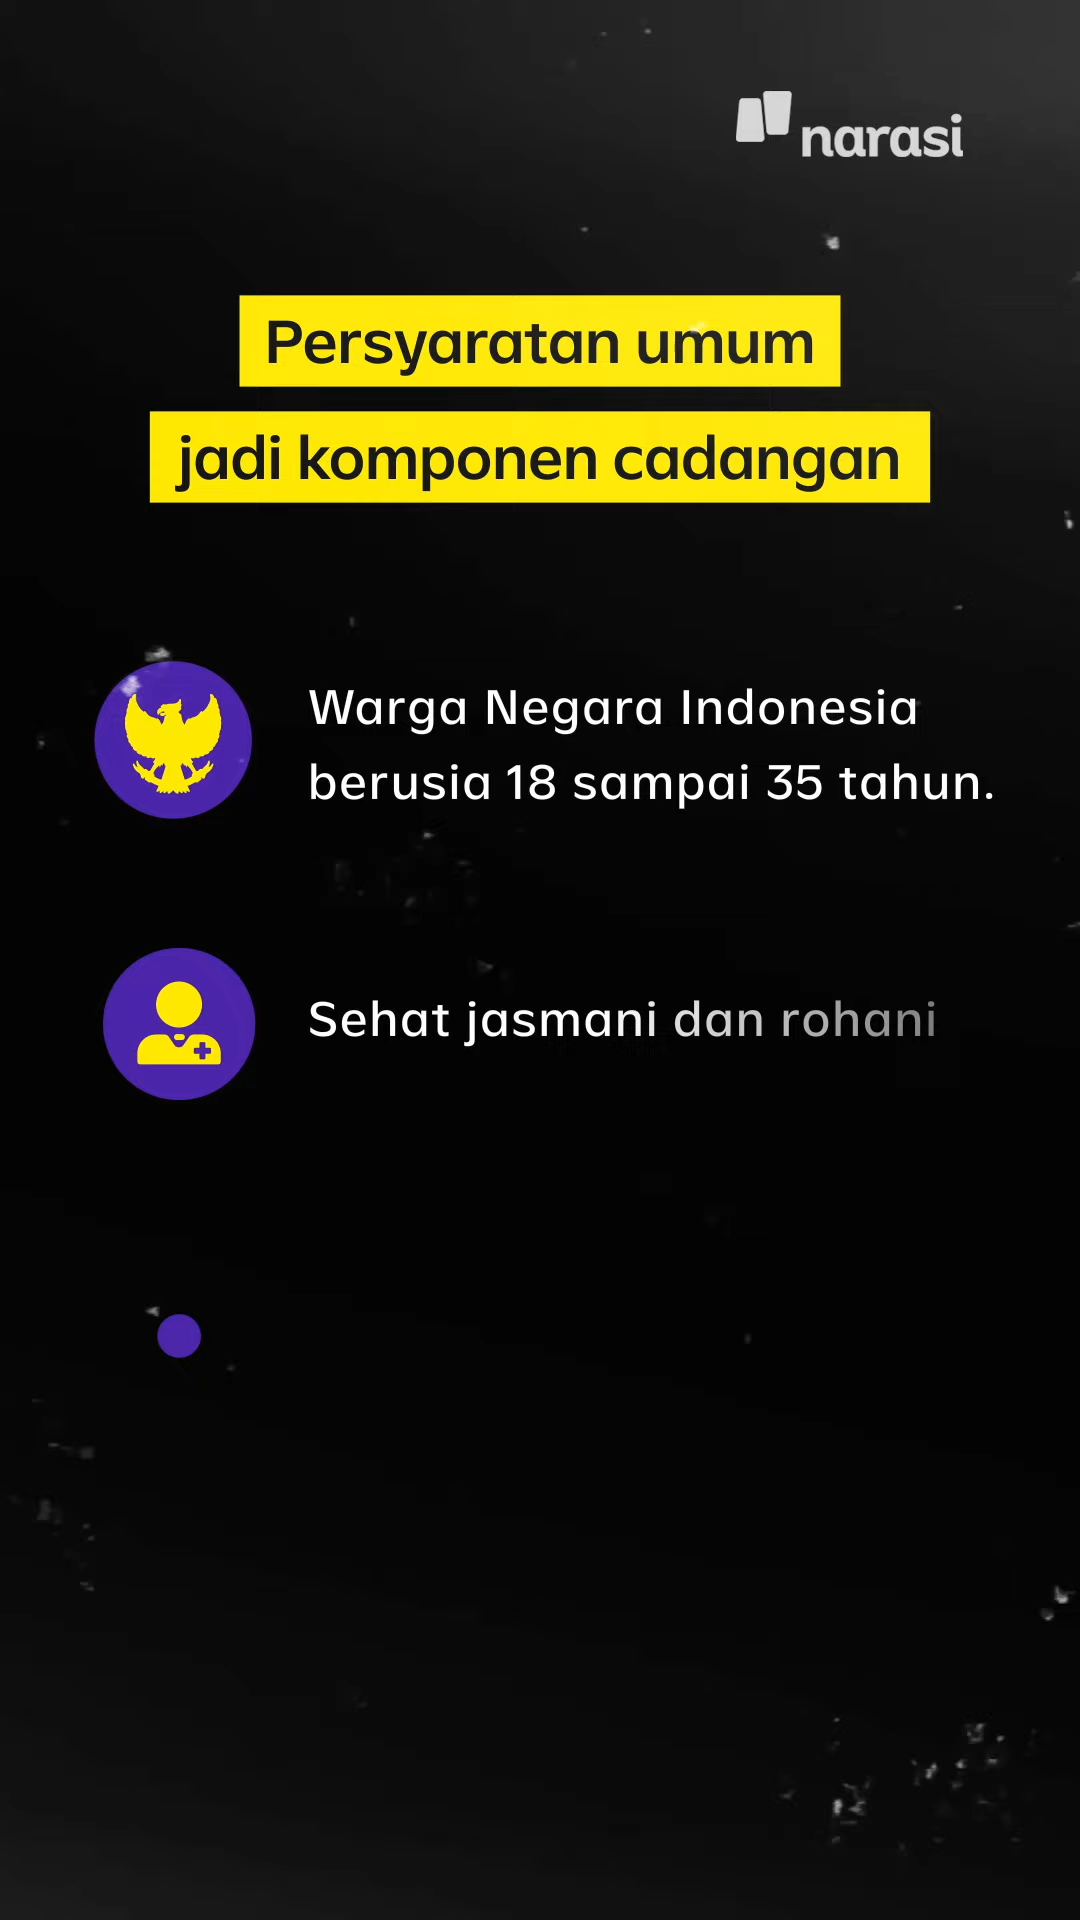 narasi
Persyaratan umum
jadi komponen cadangan
Warga Negara Indonesia
berusia 18 sampai 35 tahun.
Sehat jasmani dan rohani